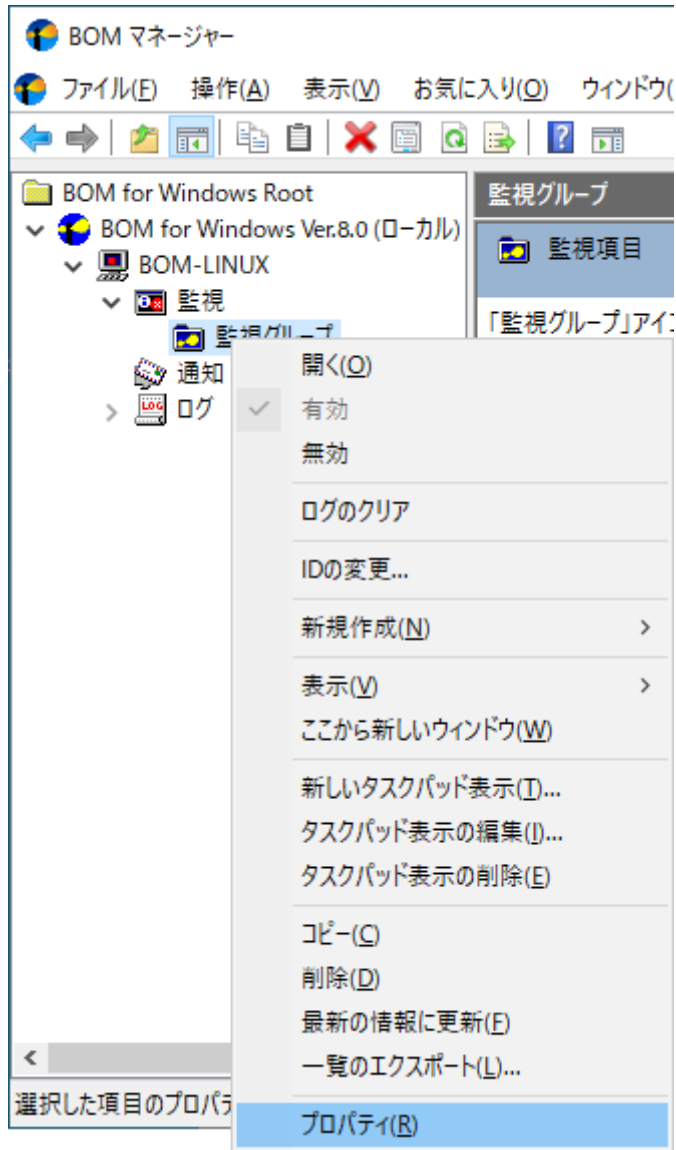 BOM マネージャー
ファイル(F) 操作(A) 表示(V) お気に入り(O) ウィンドウ(
BOM for Windows Root
BOM for Windows Ver.8.0 (ローカル)
BOM-LINUX
監視
監視グループ
通知
ログ
監視グループ
監視項目
「監視グループ」アイコ
開く(O)
有効
無効
ログのクリア
IDの変更...
新規作成(N)
表示(V)
ここから新しいウィンドウ(W)
新しいタスクパッド表示(T)...
タスクパッド表示の編集(I)...
タスクパッド表示の削除(E)
コピー(C)
削除(D)
最新の情報に更新(F)
一覧のエクスポート(L)...
プロパティ(R)
選択した項目のプロパテ